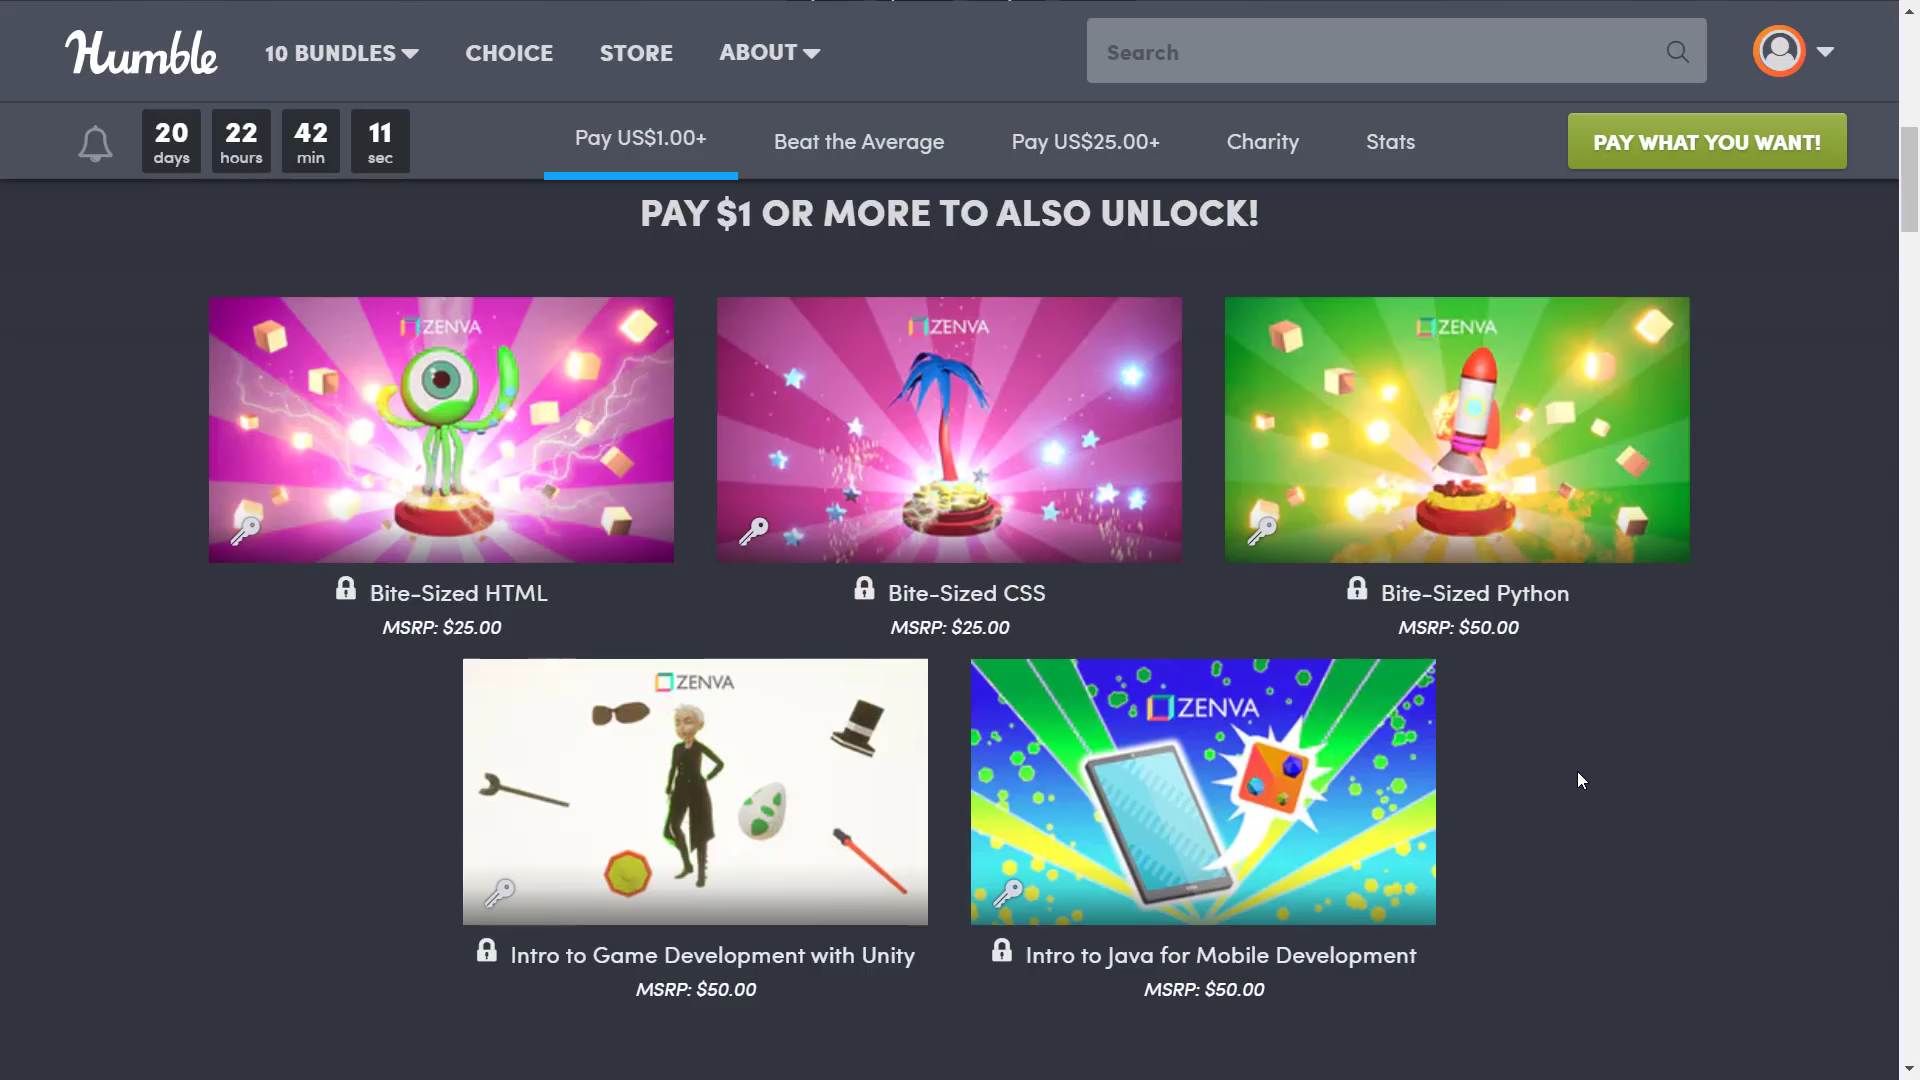 Humble
10 BUNDLES
CHOICE
STORE
ABOUT
Search
20 days
22 hours
42 min
11 sec
Pay US$1.00+
Beat the Average
Pay US$25.00+
Charity
Stats
PAY WHAT YOU WANT!
PAY $1 OR MORE TO ALSO UNLOCK!
ZENVA
ZENVA
ZENVA
Bite-Sized HTML
MSRP: $25.00
Bite-Sized CSS
MSRP: $25.00
Bite-Sized Python
MSRP: $50.00
ZENVA
ZENVA
Intro to Game Development with Unity
MSRP: $50.00
Intro to Java for Mobile Development
MSRP: $50.00